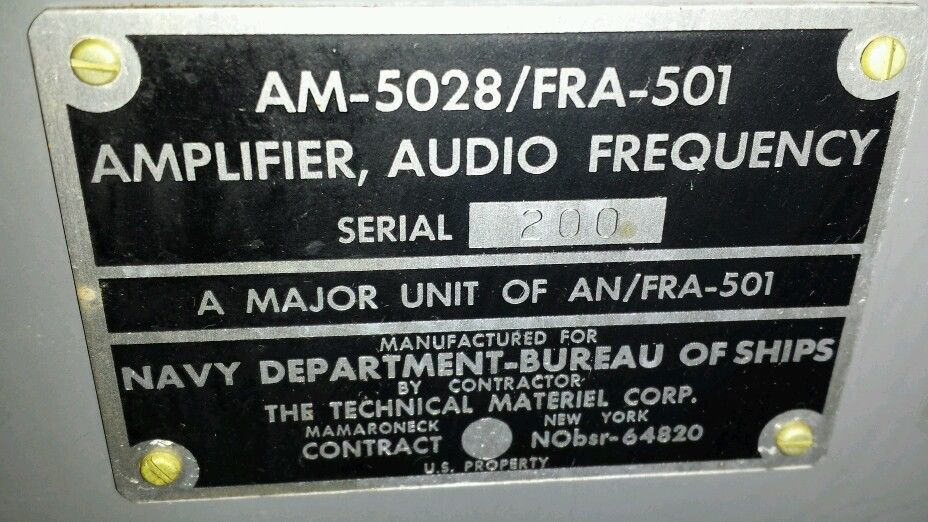 AM-5028/FRA-501
AMPLIFIER, AUDIO FREQUENCY
SERIAL 200
A MAJOR UNIT OF AN/FRA-501
MANUFACTURED FOR
NAVY DEPARTMENT-BUREAU OF SHIPS
BY CONTRACTOR
THE TECHNICAL MATERIEL CORP.
MAMARONECK NEW YORK
CONTRACT NObsr-64820
U.S. PROPERTY